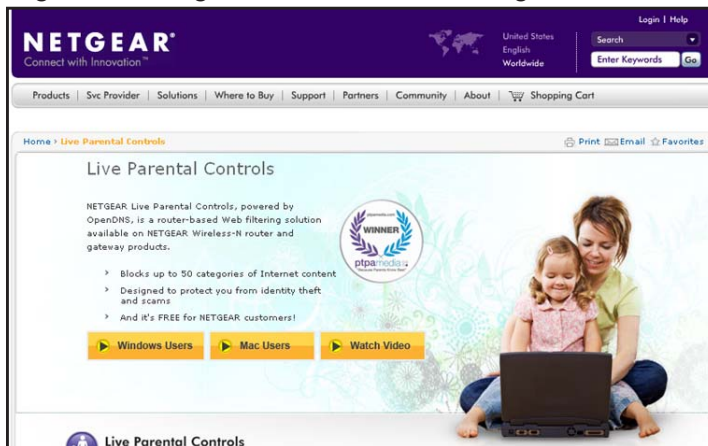 Login | Help
NETGEAR®
Connect with Innovation™
United States
English
Worldwide
Search
Enter Keywords Go
Products | Svc Provider | Solutions | Where to Buy | Support | Partners | Community | About | Shopping Cart
Home › Live Parental Controls
Print Email Favorites
Live Parental Controls
NETGEAR Live Parental Controls, powered by
OpenDNS, is a router-based Web filtering solution
available on NETGEAR Wireless-N router and
gateway products.
› Blocks up to 50 categories of Internet content
› Designed to protect you from identity theft
and scams
› And it's FREE for NETGEAR customers!
WINNER
ptpamedia
Windows Users
Mac Users
Watch Video
Live Parental Controls